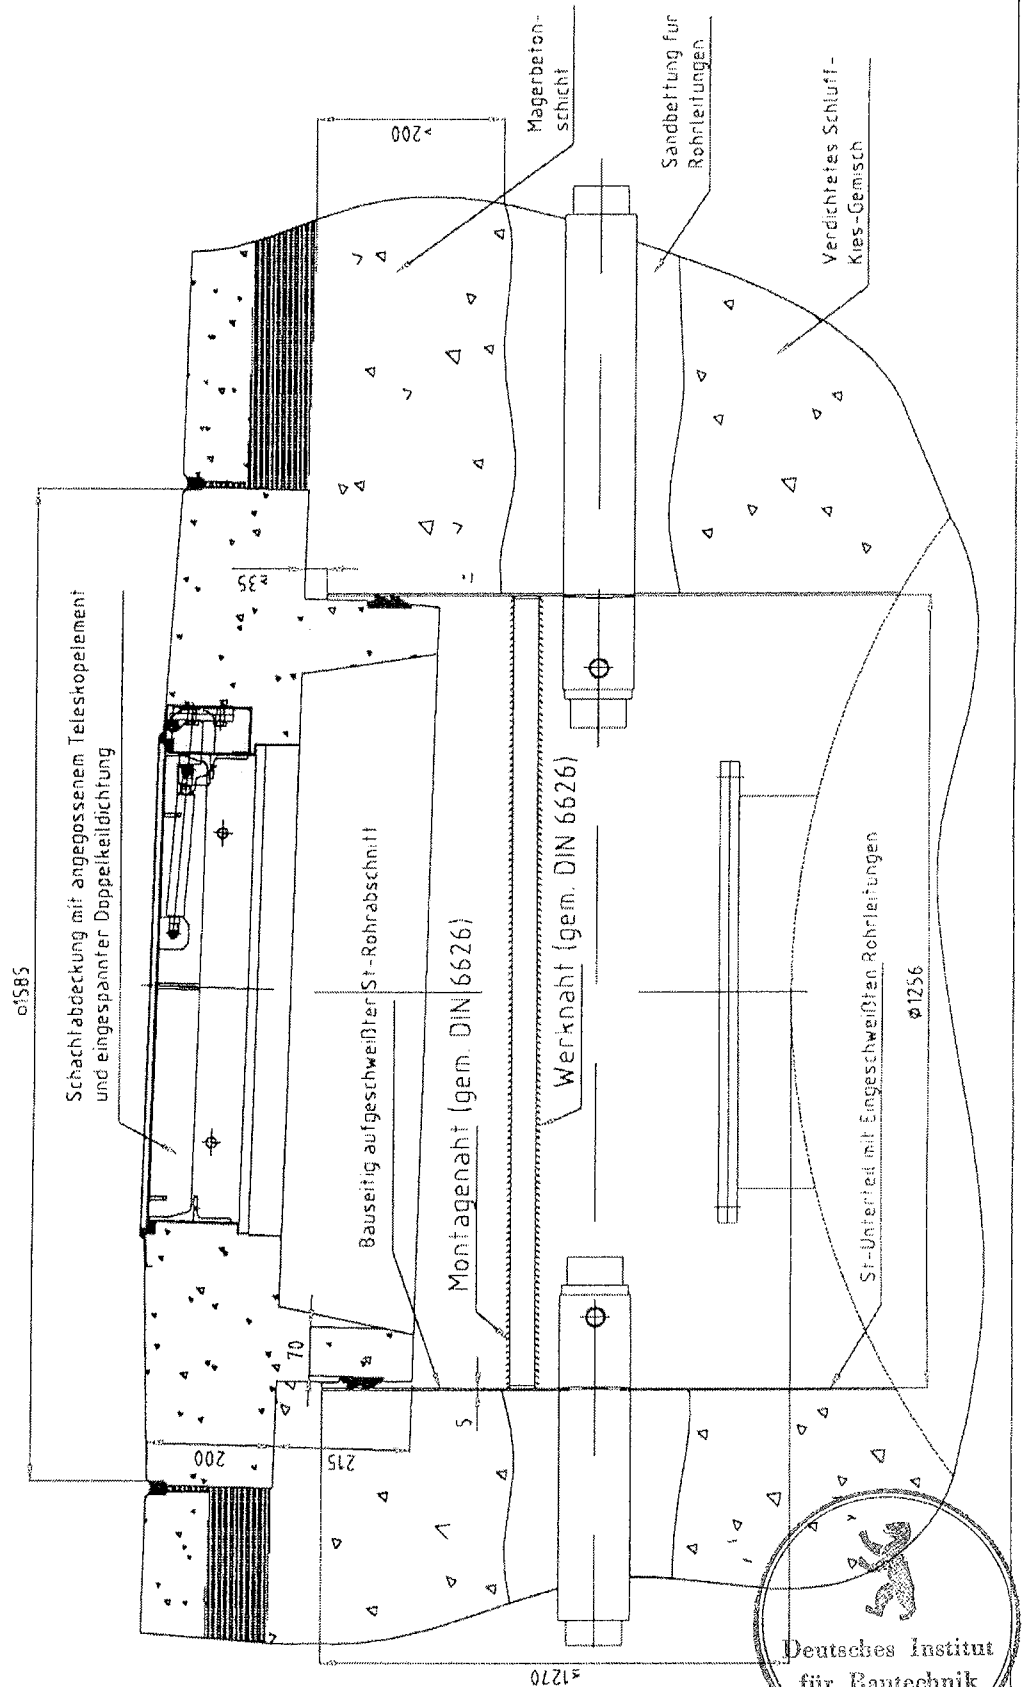 □1585
Schachtabdeckung mit angegossenem Teleskopelement
und eingespannter Doppelkeildichtung
≥35
>200
Magerbeton-
schicht
Sandbettung für
Rohrleitungen
Verdichtetes Schluff-
Kies-Gemisch
200
215
70
5
Bauseitig aufgeschweißter St-Rohrabschnitt
Montagenaht (gem. DIN 6626)
Werknaht (gem. DIN 6626)
St-Unterteil mit Eingeschweißten Rohrleitungen
Ø1256
≤1270
Deutsches Institut
für Bautechnik